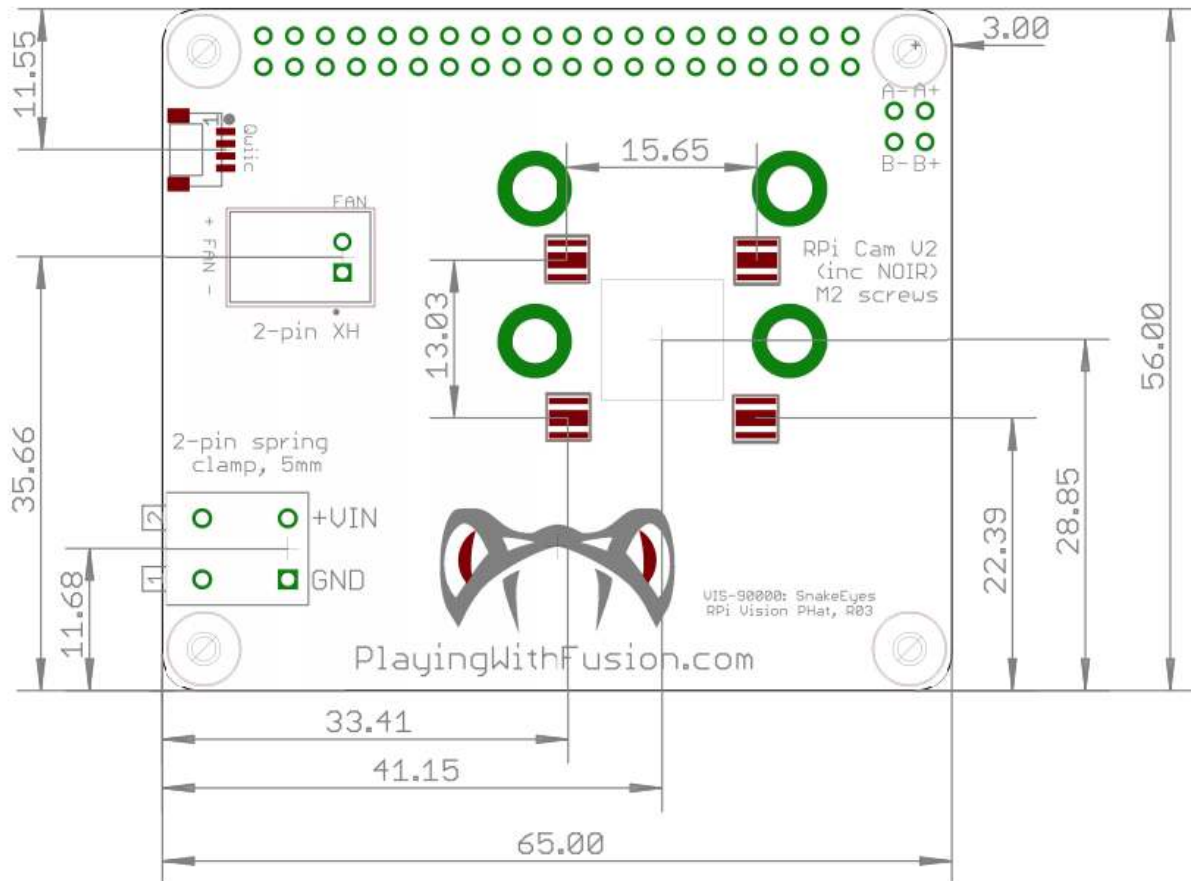 3.00
11.55
56.00
A- A+
B- B+
1
Qwiic
15.65
FAN
+ FAN -
RPi Cam V2
(inc NOIR)
M2 screws
2-pin XH
13.03
35.66
2-pin spring
clamp, 5mm
28.85
22.39
2
+VIN
1
GND
11.68
VIS-90000: SnakeEyes
RPi Vision PHat, R03
PlayingWithFusion.com
33.41
41.15
65.00